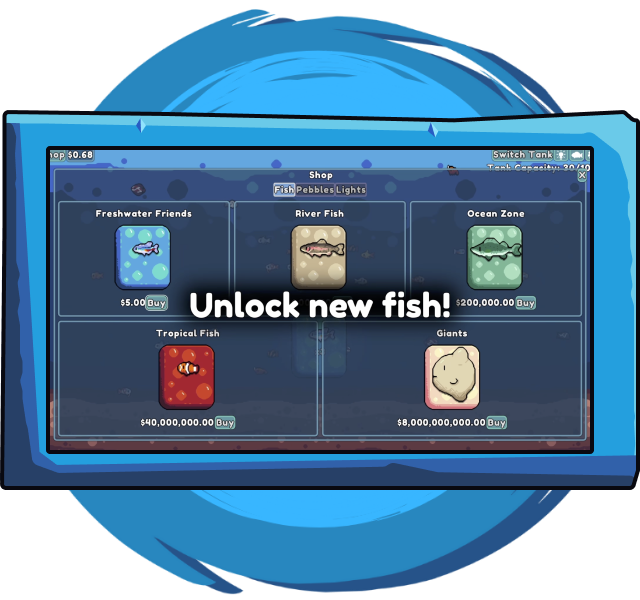 op $0.68
Switch Tank
Tank Capacity: 30/10
Shop
X
Fish Pebbles Lights
Freshwater Friends
River Fish
Ocean Zone
$5.00 Buy
$200,000.00 Buy
Unlock new fish!
Tropical Fish
Giants
$40,000,000.00 Buy
$8,000,000,000.00 Buy